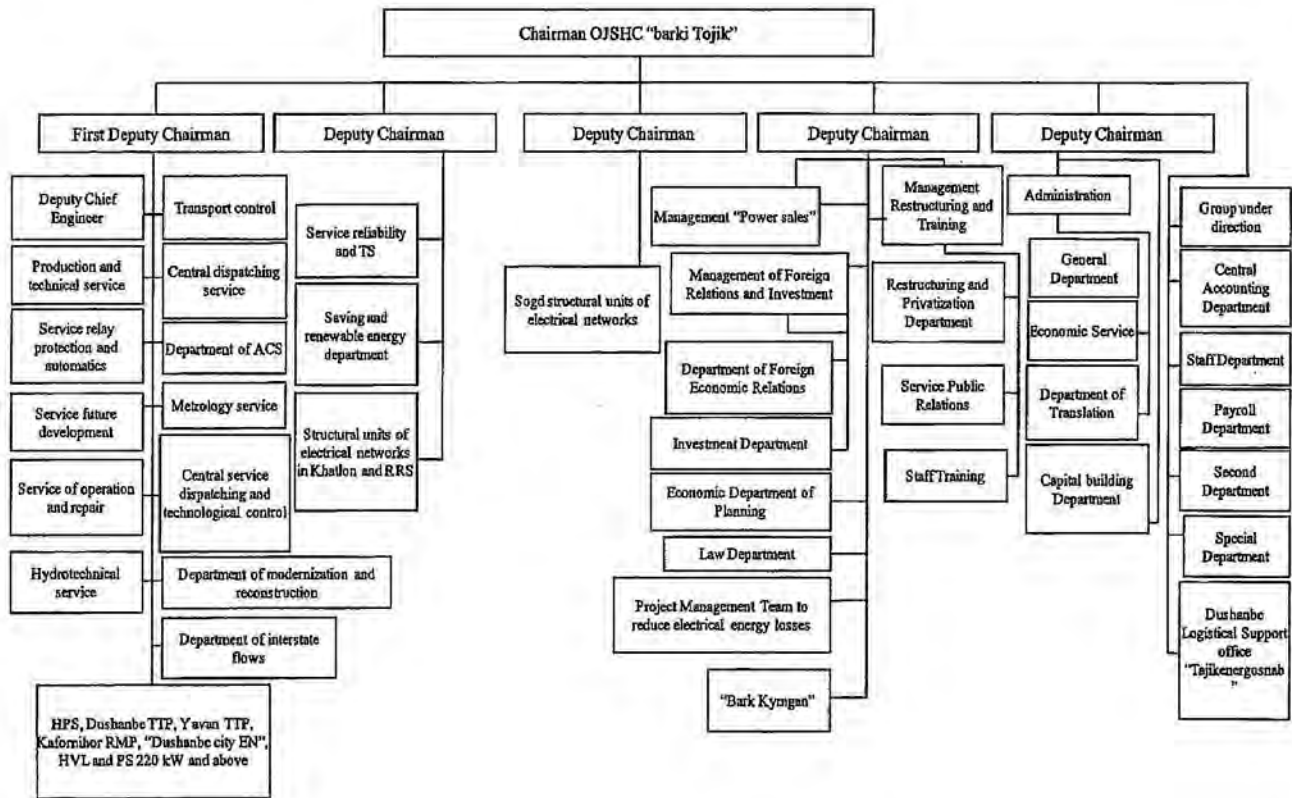 Chairman OJSHC "barki Tojik"
First Deputy Chairman
Deputy Chairman
Deputy Chairman
Deputy Chairman
Deputy Chairman
Deputy Chief
Engineer
Production and
technical service
Service relay
protection and
automatics
Service future
development
Service of operation
and repair
Hydrotechnical
service
Transport control
Central dispatching
service
Department of ACS
Metrology service
Central service
dispatching and
technological control
Department of modernization and
reconstruction
Department of interstate
flows
HPS, Dushanbe TTP, Yavan TTP,
Kafornihor RMP, "Dushanbe city EN",
HVL and PS 220 kW and above
Service reliability
and TS
Saving and
renewable energy
department
Structural units of
electrical networks
in Khatlon and RRS
Sogd structural units of
electrical networks
Management "Power sales"
Management of Foreign
Relations and Investment
Department of Foreign
Economic Relations
Investment Department
Economic Department of
Planning
Law Department
Project Management Team to
reduce electrical energy losses
"Bark Kymgan"
Management
Restructuring and
Training
Restructuring and
Privatization
Department
Service Public
Relations
Staff Training
Administration
General
Department
Economic Service
Department of
Translation
Capital building
Department
Group under
direction
Central
Accounting
Department
Staff Department
Payroll
Department
Second
Department
Special
Department
Dushanbe
Logistical Support
office
"Tajikenergosnab
"